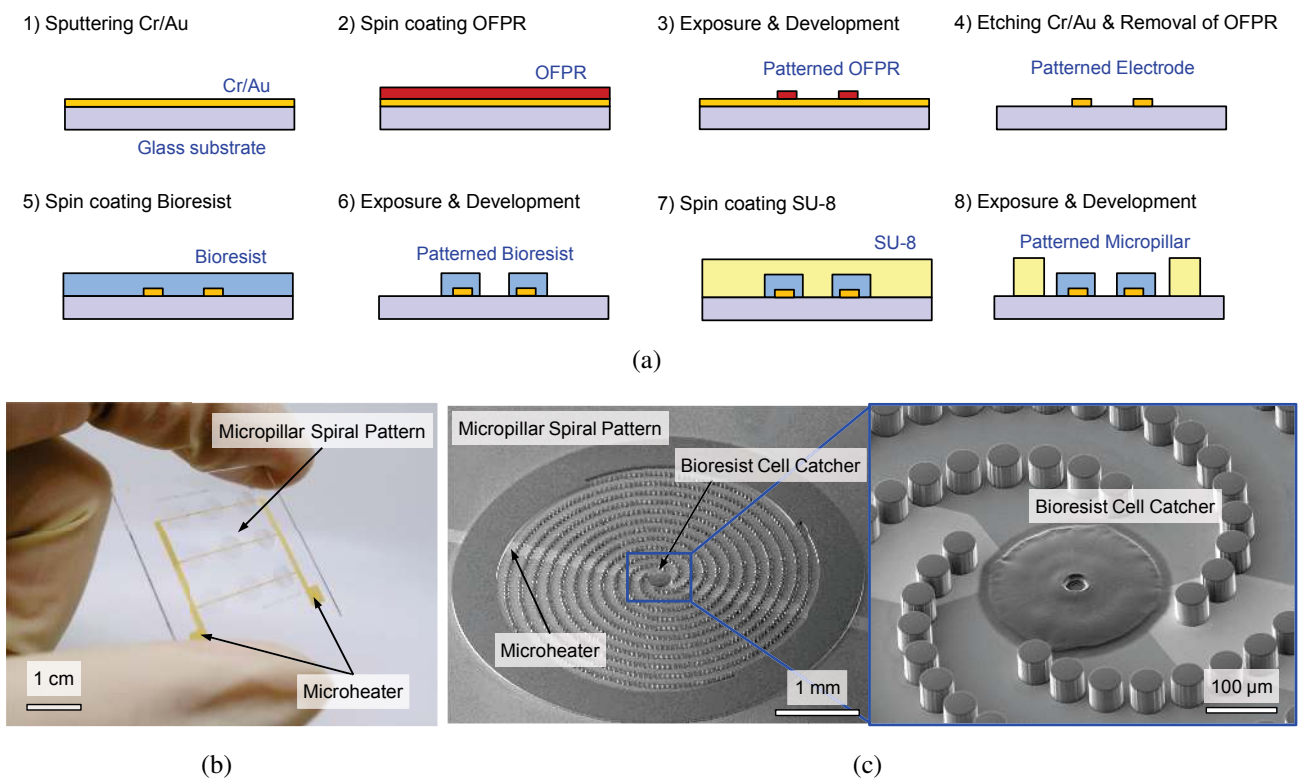 1) Sputtering Cr/Au
2) Spin coating OFPR
3) Exposure & Development
4) Etching Cr/Au & Removal of OFPR
Cr/Au
Glass substrate
OFPR
Patterned OFPR
Patterned Electrode
5) Spin coating Bioresist
6) Exposure & Development
7) Spin coating SU-8
8) Exposure & Development
Bioresist
Patterned Bioresist
SU-8
Patterned Micropillar
(a)
Micropillar Spiral Pattern
Microheater
1 cm
(b)
Micropillar Spiral Pattern
Bioresist Cell Catcher
Microheater
1 mm
Bioresist Cell Catcher
100 µm
(c)